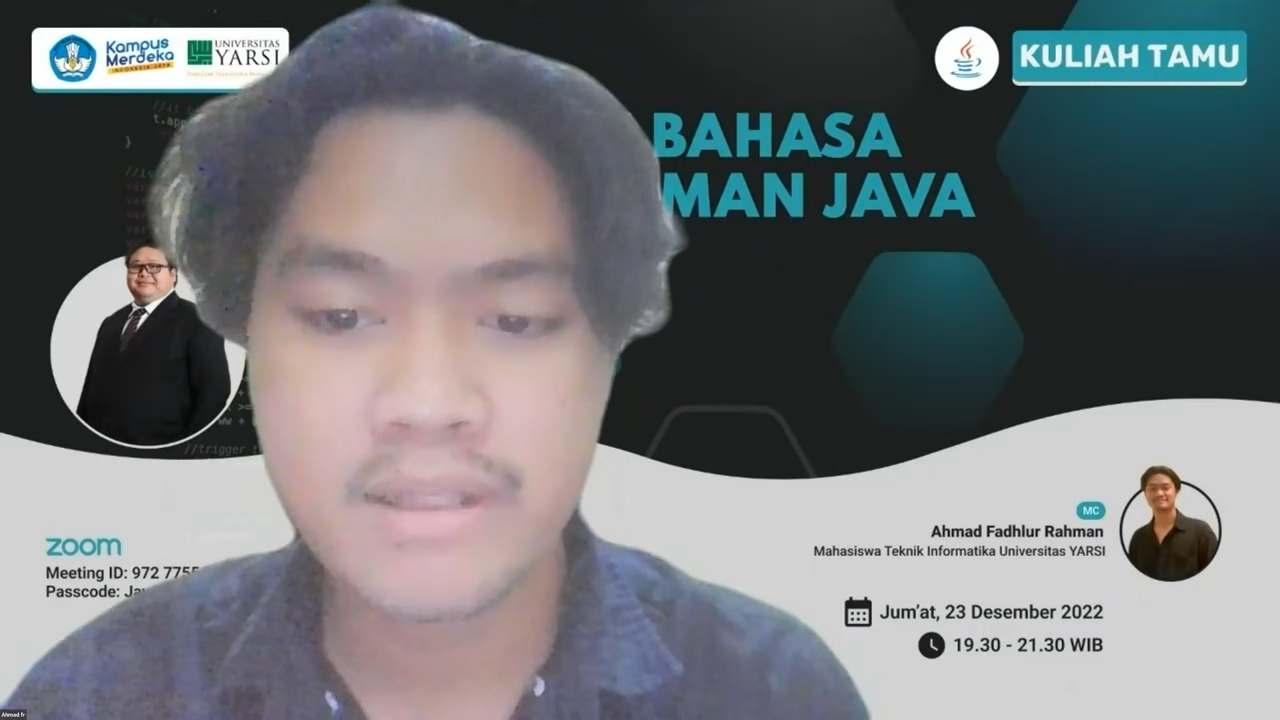 Kampus
Merdeka
INDONESIA JAYA
UNIVERSITAS
YARSI
KULIAH TAMU
BAHASA
MAN JAVA
zoom
Meeting ID: 972 7755
Passcode: Ja
MC
Ahmad Fadhlur Rahman
Mahasiswa Teknik Informatika Universitas YARSI
Jum'at, 23 Desember 2022
19.30 - 21.30 WIB
Ahmad fr